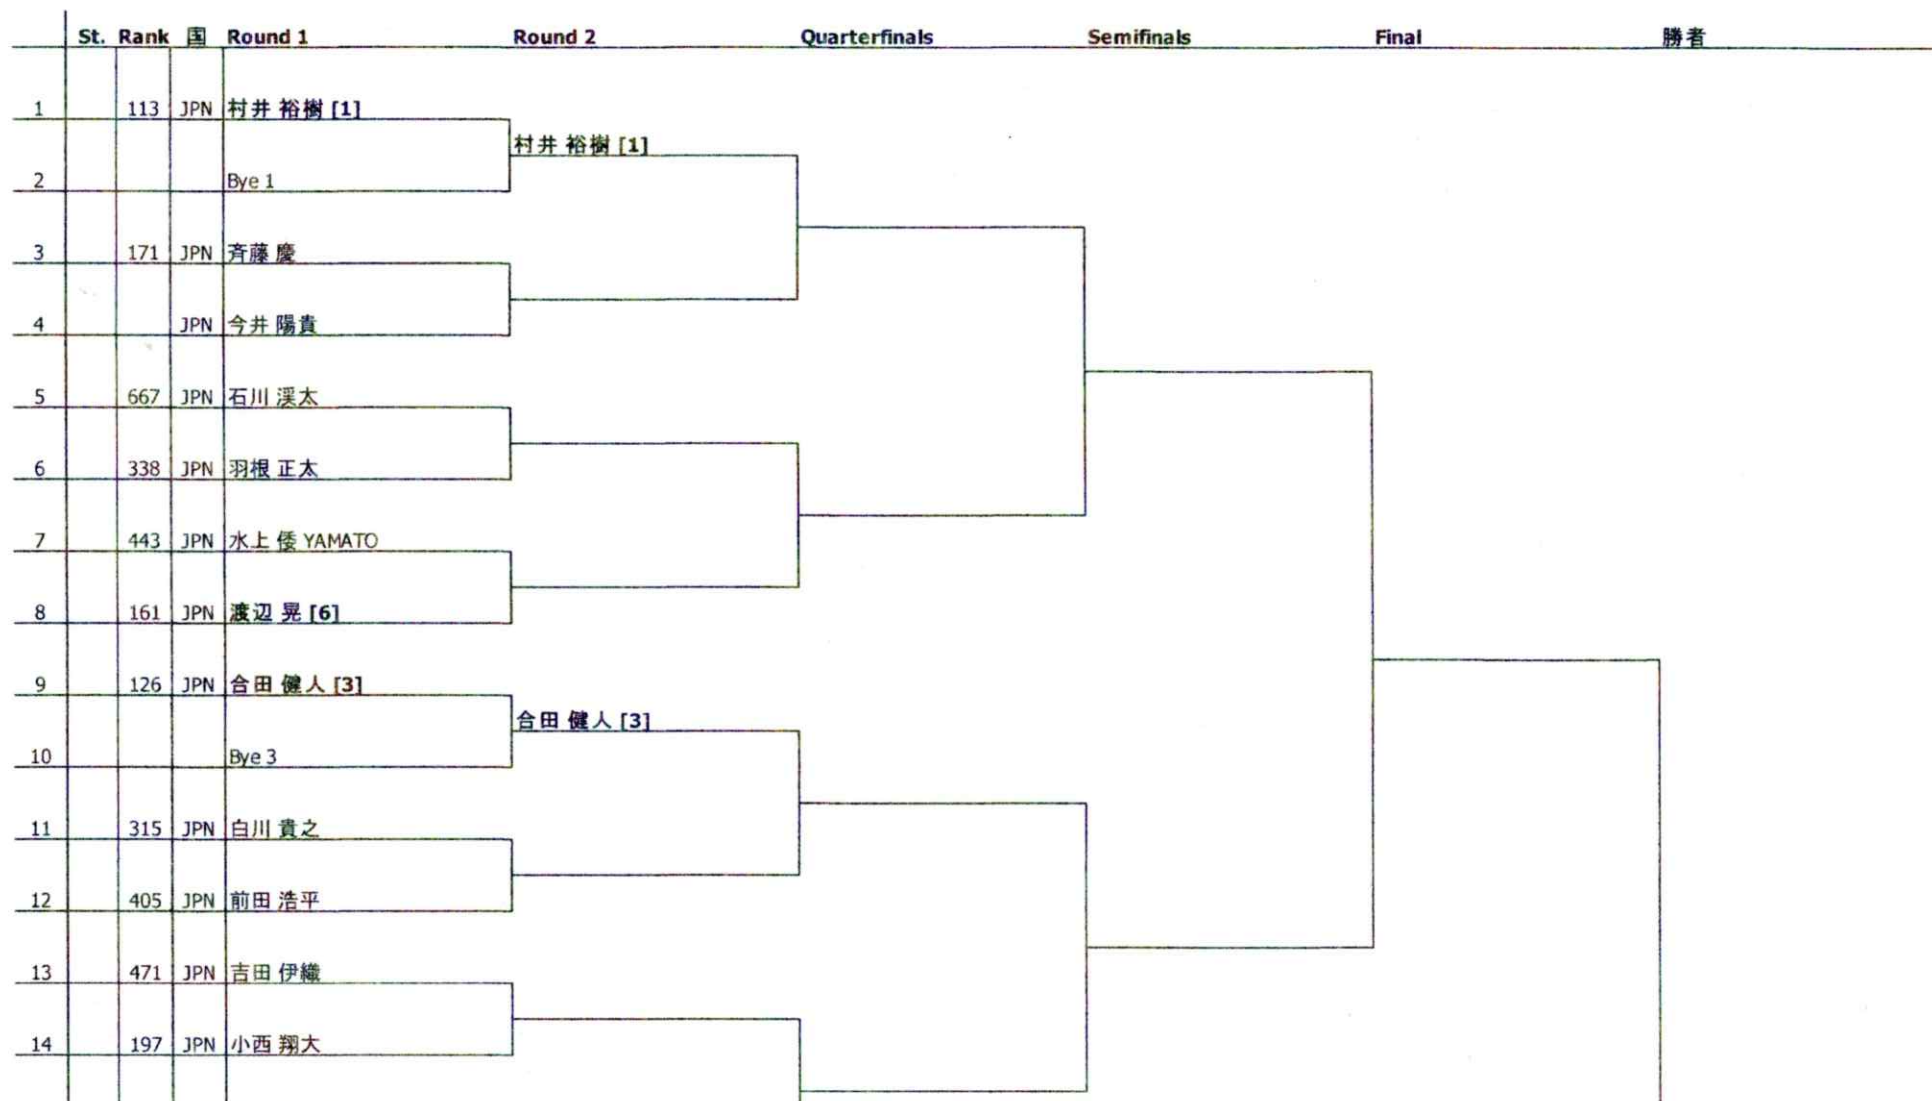 St. Rank 国 Round 1 Round 2 Quarterfinals Semifinals Final 勝者
1 113 JPN 村井 裕樹 [1]
村井 裕樹 [1]
2 Bye 1
3 171 JPN 斉藤 慶
4 JPN 今井 陽貴
5 667 JPN 石川 渓太
6 338 JPN 羽根 正太
7 443 JPN 水上 倭 YAMATO
8 161 JPN 渡辺 晃 [6]
9 126 JPN 合田 健人 [3]
合田 健人 [3]
10 Bye 3
11 315 JPN 白川 貴之
12 405 JPN 前田 浩平
13 471 JPN 吉田 伊織
14 197 JPN 小西 翔大